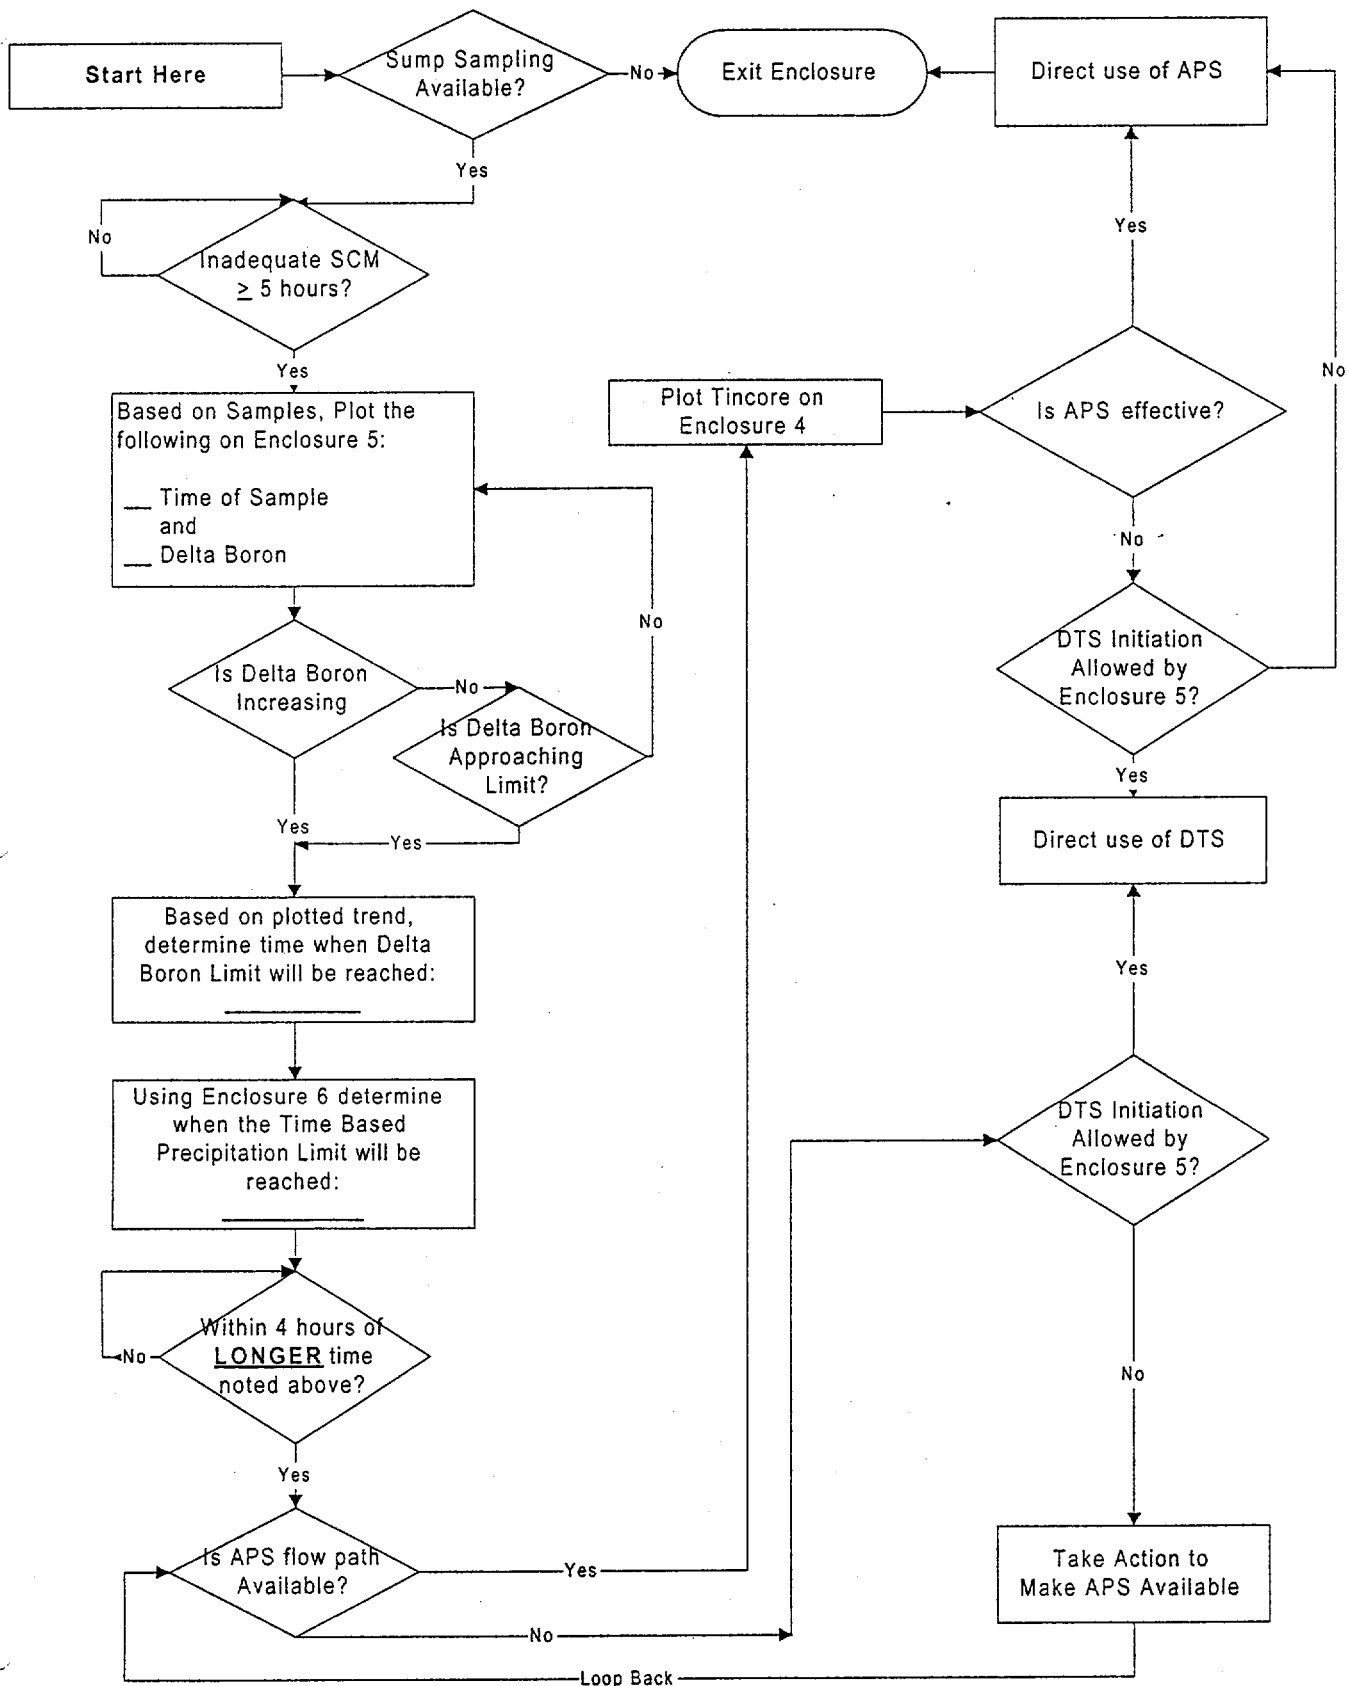 Start Here
Sump Sampling
Available?
No
Exit Enclosure
Direct use of APS
Yes
No
Inadequate SCM
≥ 5 hours?
Yes
Based on Samples, Plot the
following on Enclosure 5:
__ Time of Sample
and
__ Delta Boron
Is Delta Boron
Increasing
No
Is Delta Boron
Approaching
Limit?
No
Yes
Yes
Based on plotted trend,
determine time when Delta
Boron Limit will be reached:
Using Enclosure 6 determine
when the Time Based
Precipitation Limit will be
reached:
Within 4 hours of
LONGER time
noted above?
No
Yes
Is APS flow path
Available?
Yes
No
Plot Tincore on
Enclosure 4
Is APS effective?
Yes
No
DTS Initiation
Allowed by
Enclosure 5?
No
Yes
Direct use of DTS
Yes
DTS Initiation
Allowed by
Enclosure 5?
No
Take Action to
Make APS Available
Loop Back